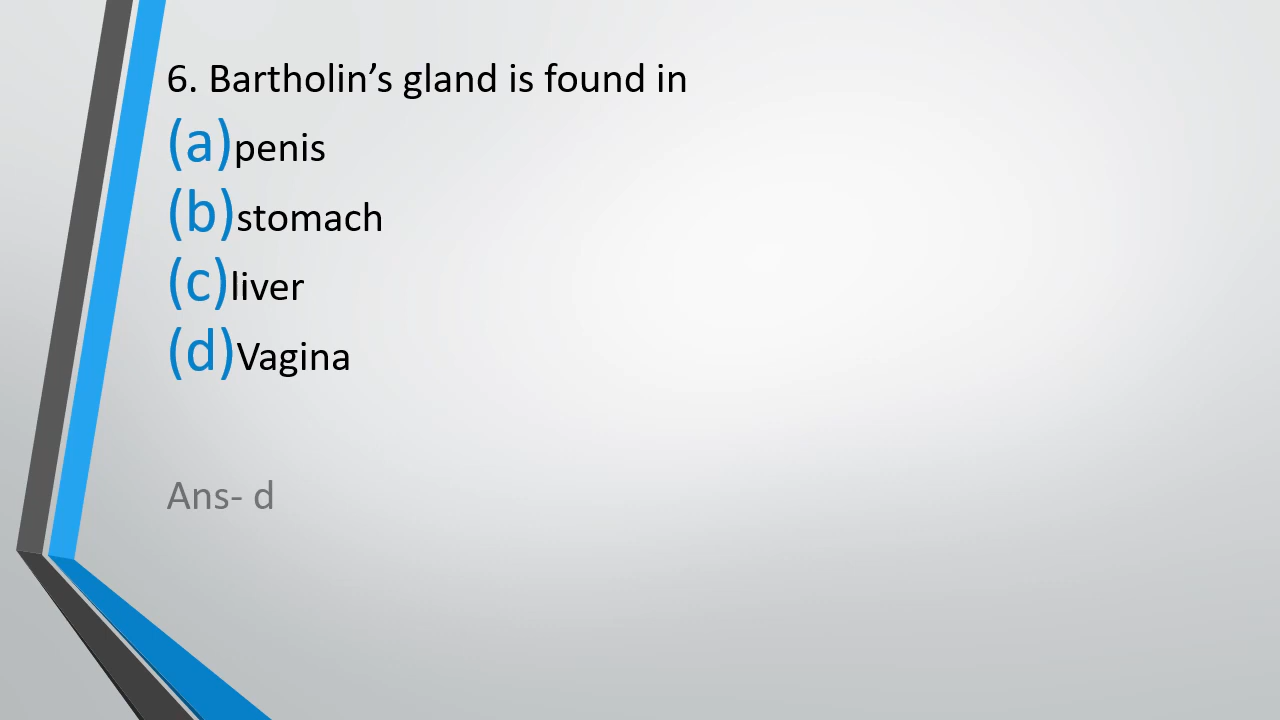 6. Bartholin’s gland is found in
(a)penis
(b)stomach
(c)liver
(d)Vagina
Ans- d